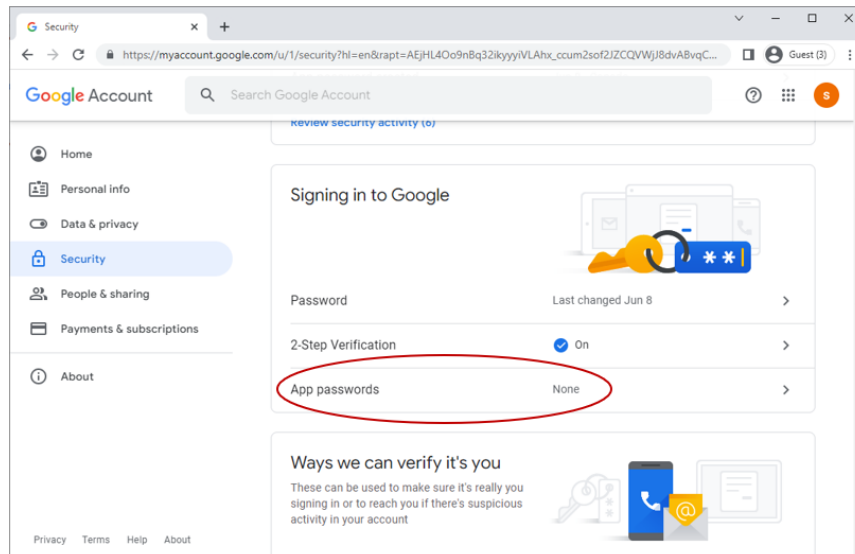 Security
https://myaccount.google.com/u/1/security?hl=en&rapt=AEjHL4Oo9nBq32ikyyyiVLAhx_ccum2sof2JZCQVWjJ8dvABvqC...
Guest (3)
Google Account
Search Google Account
s
Review security activity (6)
Home
Personal info
Data & privacy
Security
People & sharing
Payments & subscriptions
About
Signing in to Google
**
Password Last changed Jun 8
2-Step Verification On
App passwords None
Ways we can verify it's you
These can be used to make sure it's really you
signing in or to reach you if there's suspicious
activity in your account
@
Privacy Terms Help About